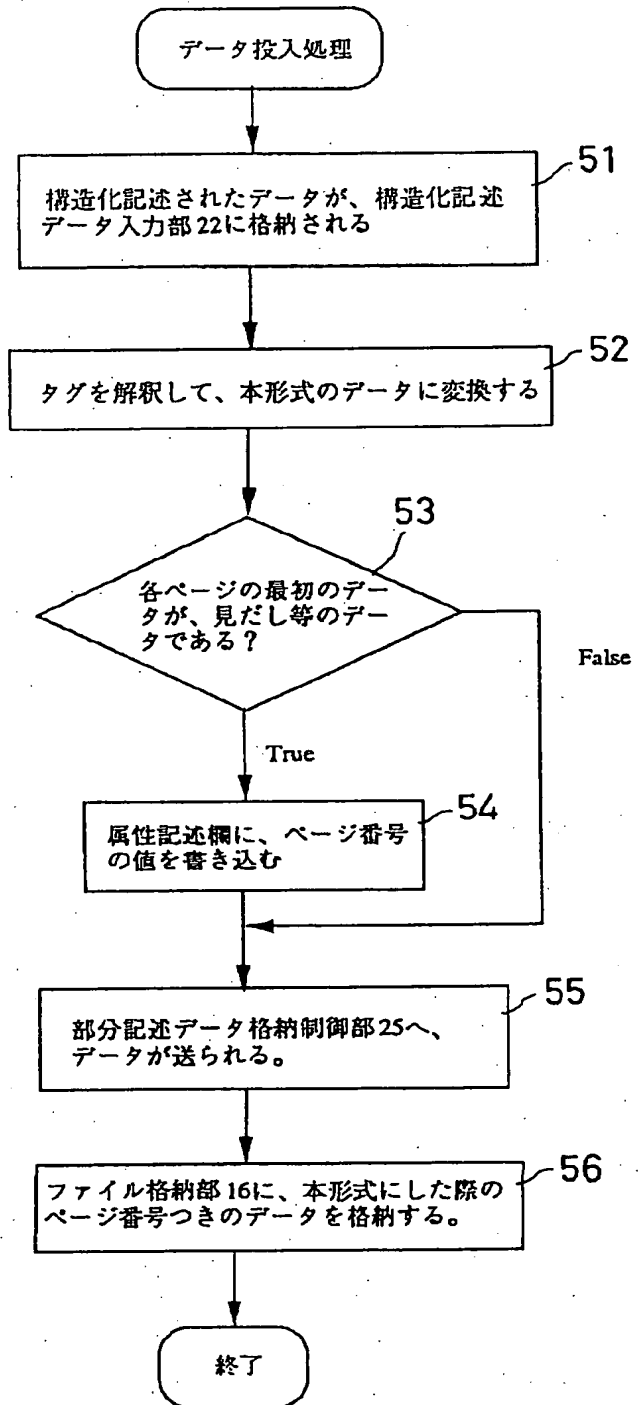 データ投入処理
51
構造化記述されたデータが、構造化記述
データ入力部22に格納される
52
タグを解釈して、本形式のデータに変換する
53
各ページの最初のデー
タが、見だし等のデー
タである？
False
True
54
属性記述欄に、ページ番号
の値を書き込む
55
部分記述データ格納制御部25へ、
データが送られる。
56
ファイル格納部16に、本形式にした際の
ページ番号つきのデータを格納する。
終了